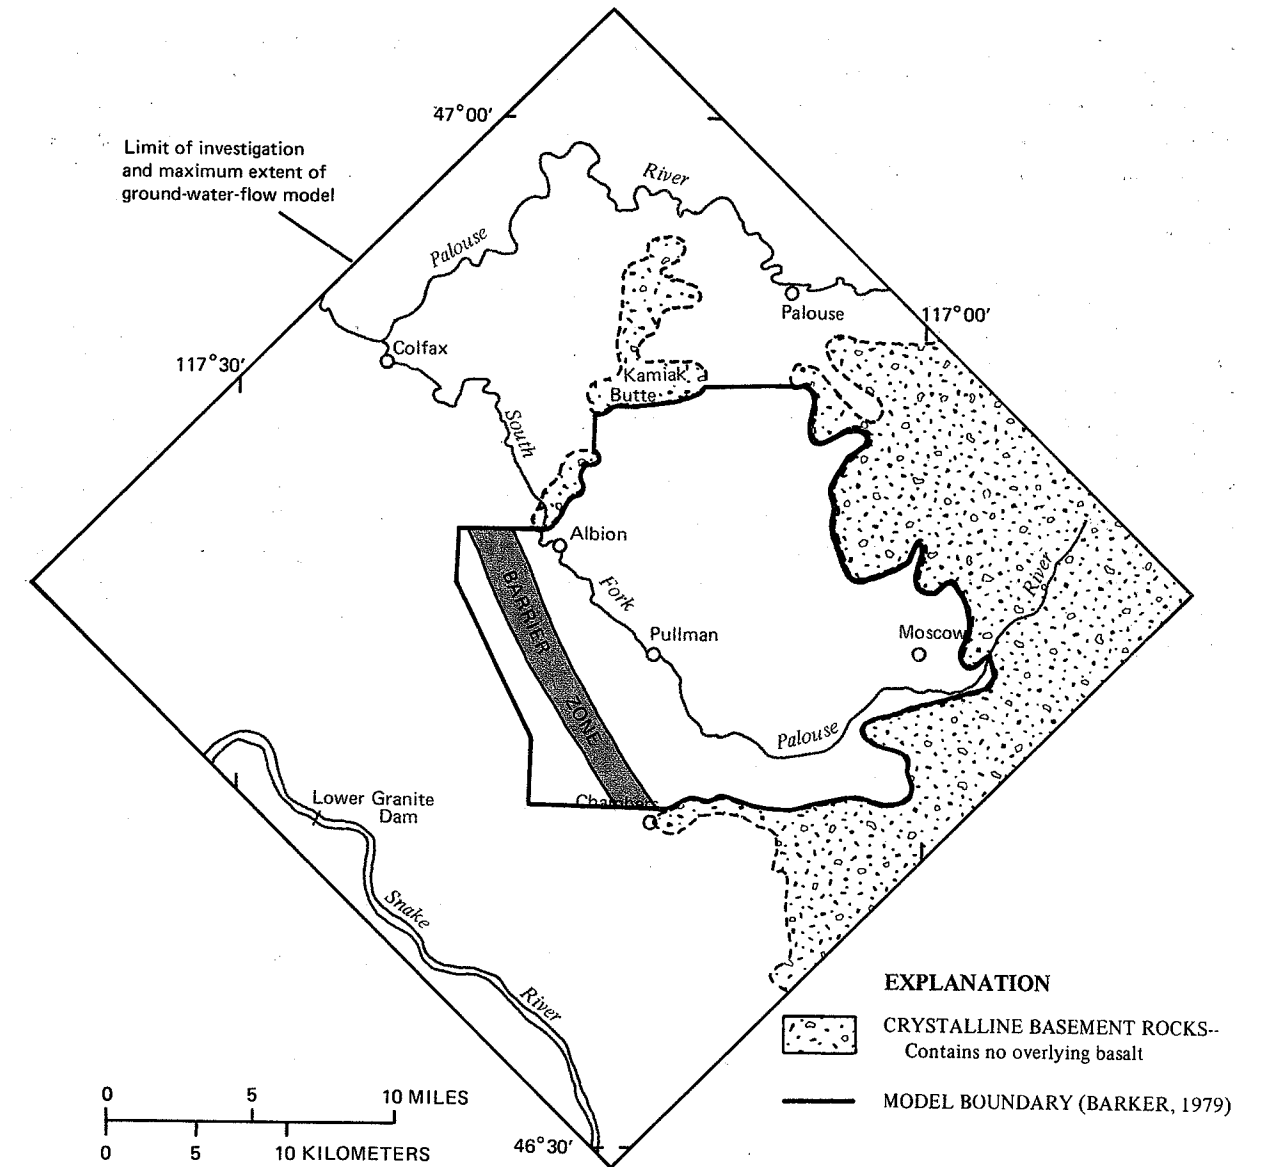 47°00'
Limit of investigation
and maximum extent of
ground-water-flow model
River
Palouse
Palouse
117°00'
Colfax
117°30'
Kamiak
Butte
South
Albion
BARRIER
ZONE
Fork
River
Pullman
Moscow
Palouse
Lower Granite
Dam
Chambers
Snake
River
EXPLANATION
CRYSTALLINE BASEMENT ROCKS--
Contains no overlying basalt
MODEL BOUNDARY (BARKER, 1979)
0 5 10 MILES
0 5 10 KILOMETERS
46°30'